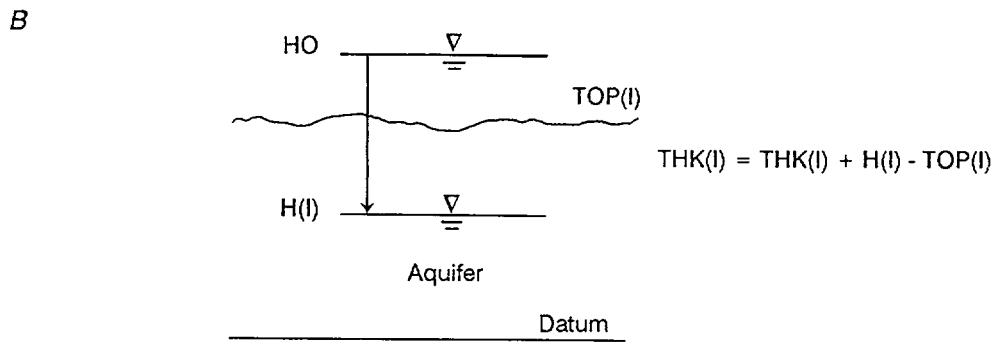 B
HO
TOP(I)
THK(I) = THK(I) + H(I) - TOP(I)
H(I)
Aquifer
Datum